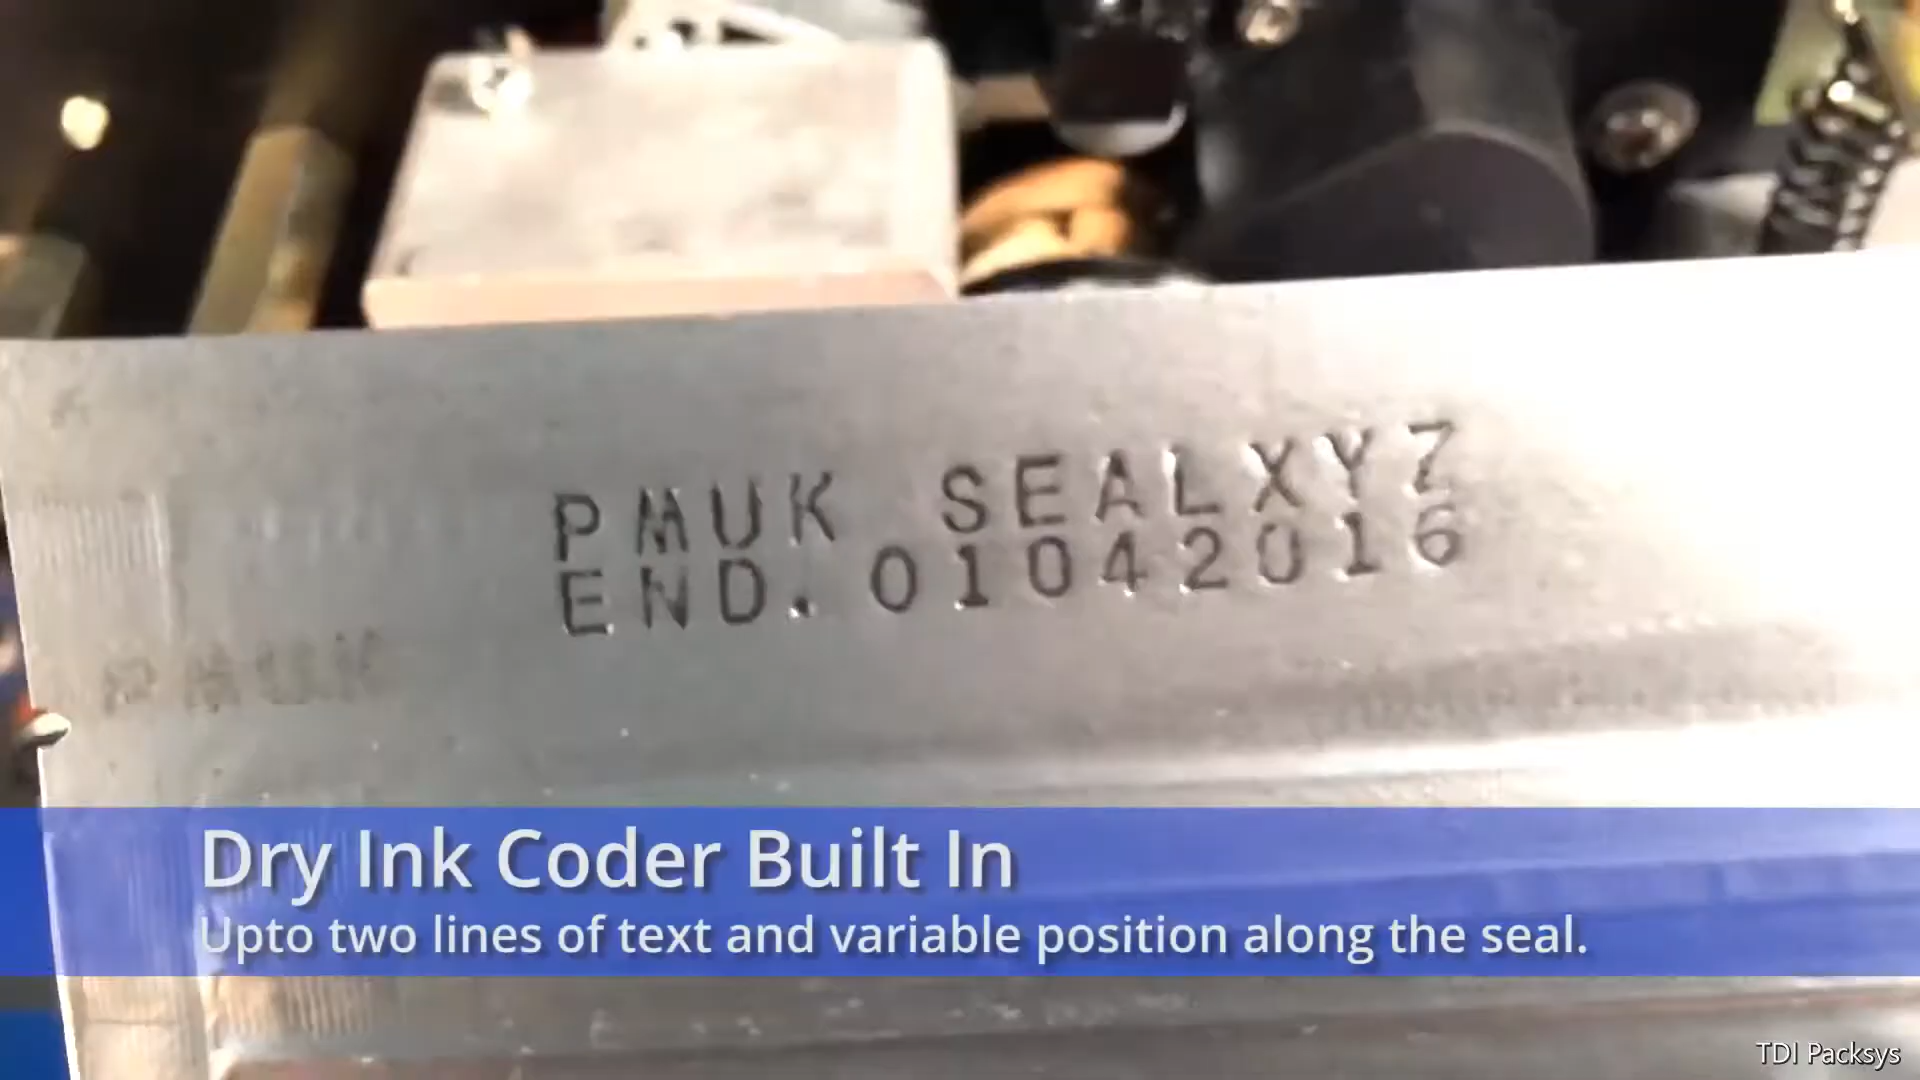 PMUK SEALXYZ
END.01042016
PMUK
Dry Ink Coder Built In
Upto two lines of text and variable position along the seal.
TDI Packsys